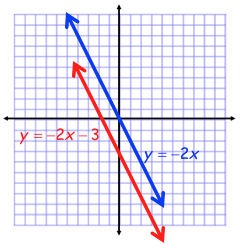 y = -2x - 3
y = -2x